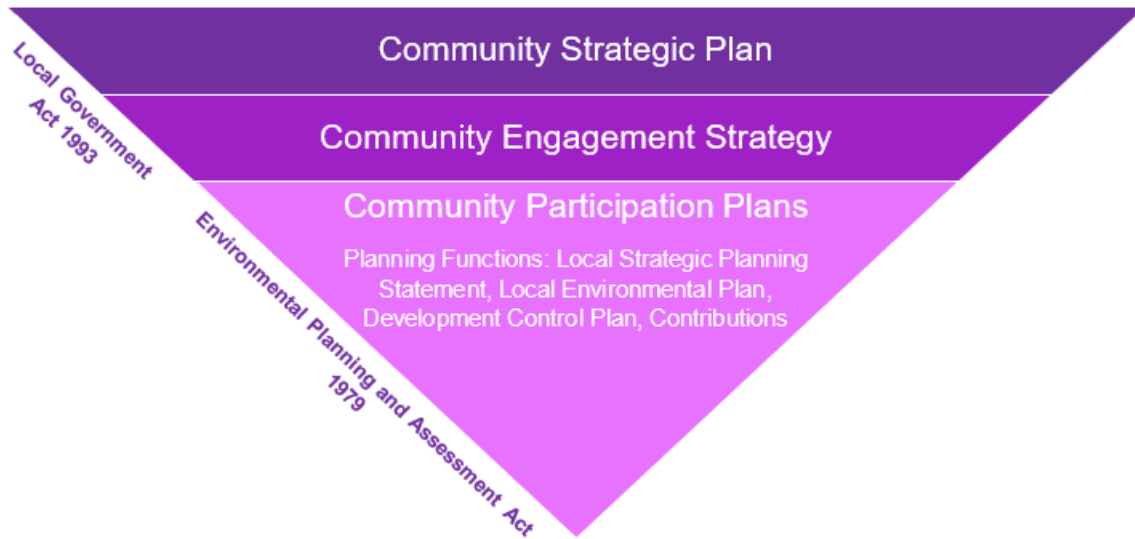 Community Strategic Plan
Local Government
Act 1993
Community Engagement Strategy
Community Participation Plans
Planning Functions: Local Strategic Planning
Statement, Local Environmental Plan,
Development Control Plan, Contributions
Environmental Planning and Assessment Act
1979